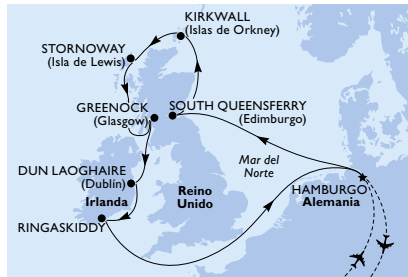 KIRKWALL
(Islas de Orkney)
STORNOWAY
(Isla de Lewis)
GREENOCK
(Glasgow)
SOUTH QUEENSFERRY
(Edimburgo)
Mar del
Norte
DUN LAOGHAIRE
(Dublín)
Irlanda
Reino
Unido
HAMBURGO
Alemania
RINGASKIDDY